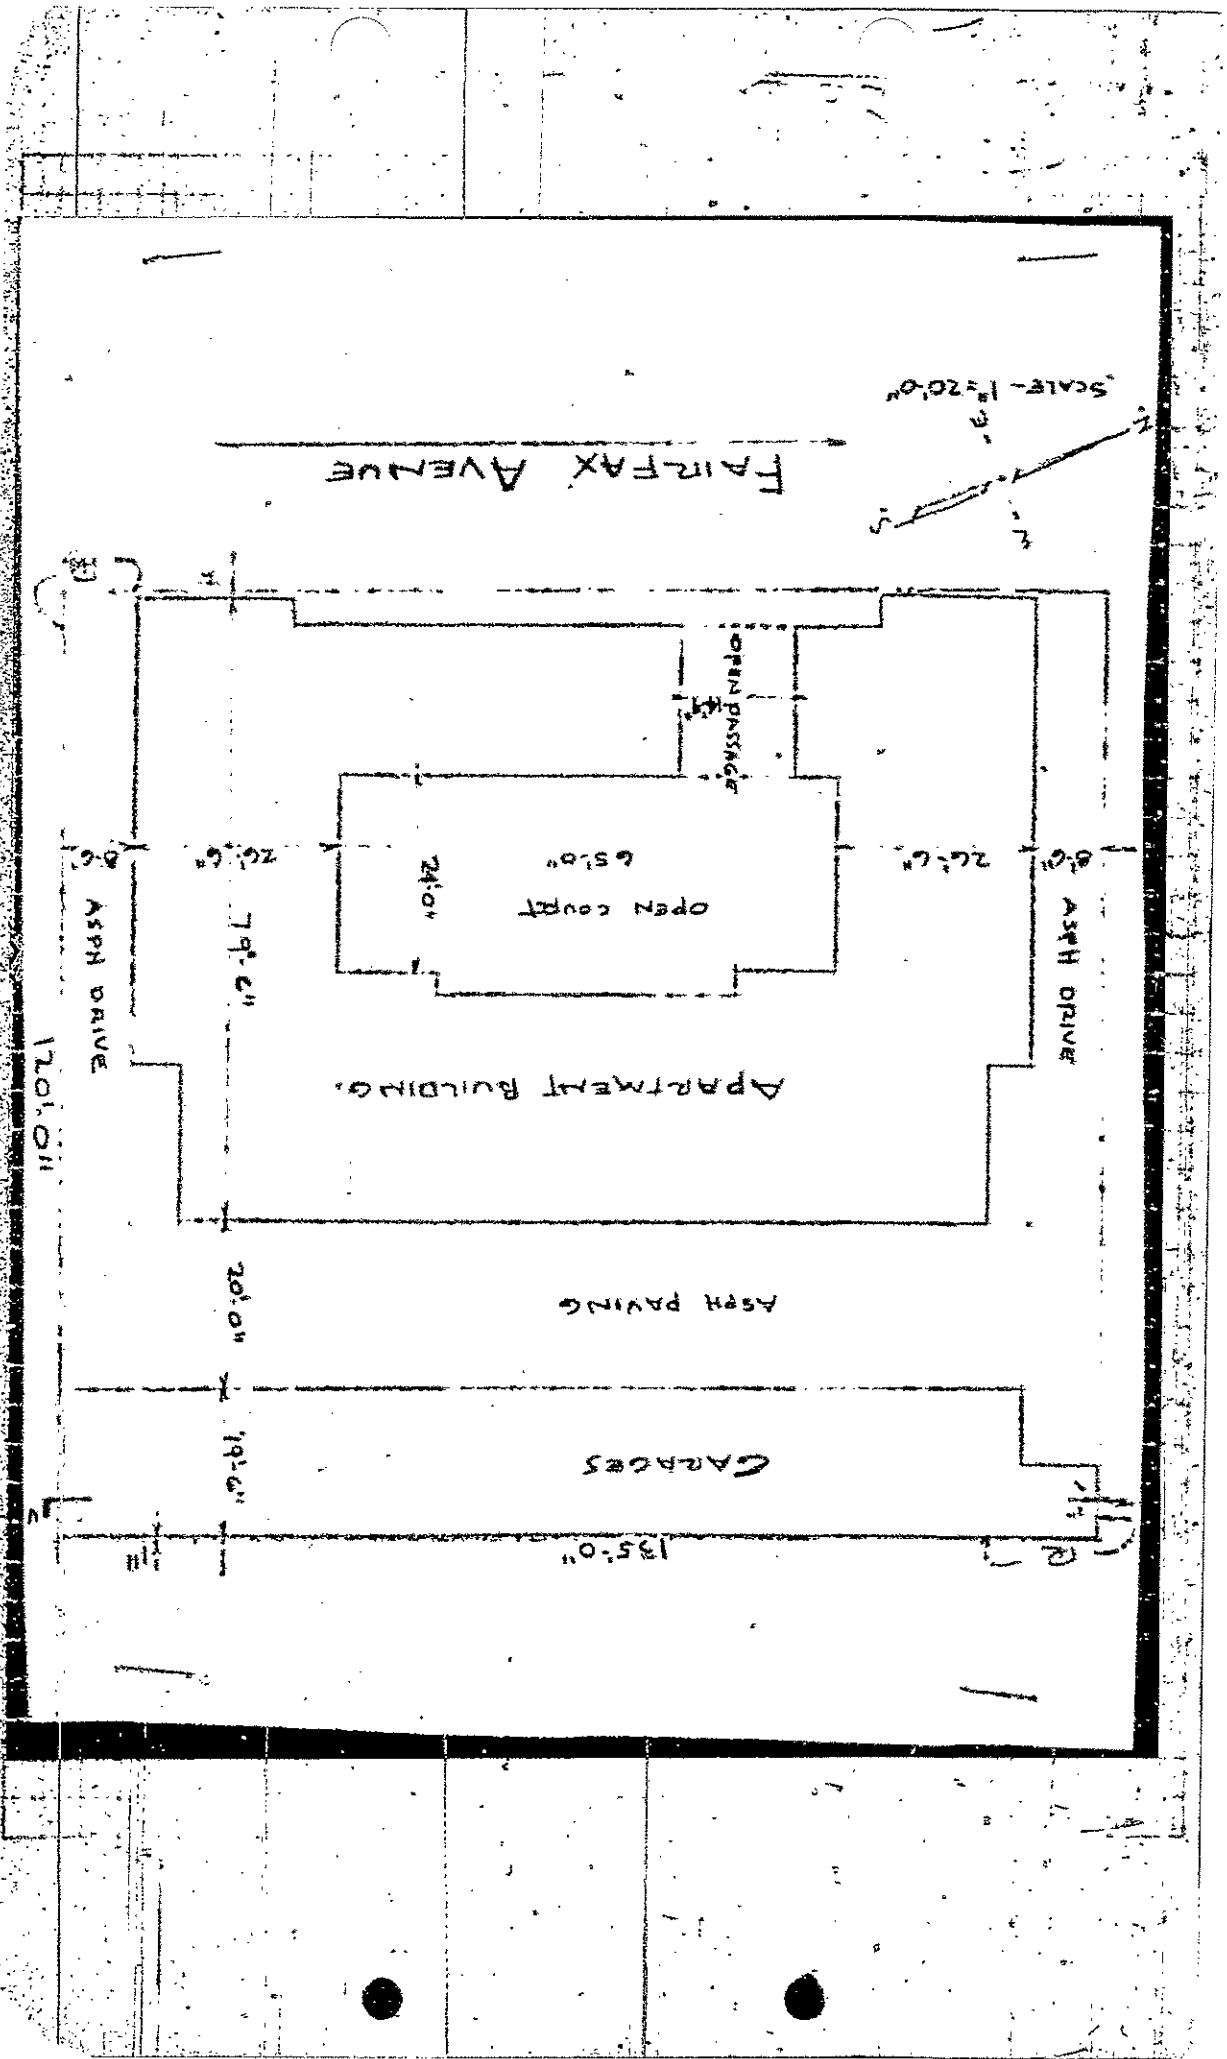 SCALE- 1"=20'-0"
FAIRFAX AVENUE
OPEN PASSAGE
8'-6"
26'-6"
65'-0"
26'-6"
8'-6"
24'-0"
OPEN COURT
ASPH DRIVE
79'-6"
ASPH DRIVE
120'-0"
APARTMENT BUILDING.
20'-0"
ASPH PAVING
19'-6"
GARAGES
135'-0"